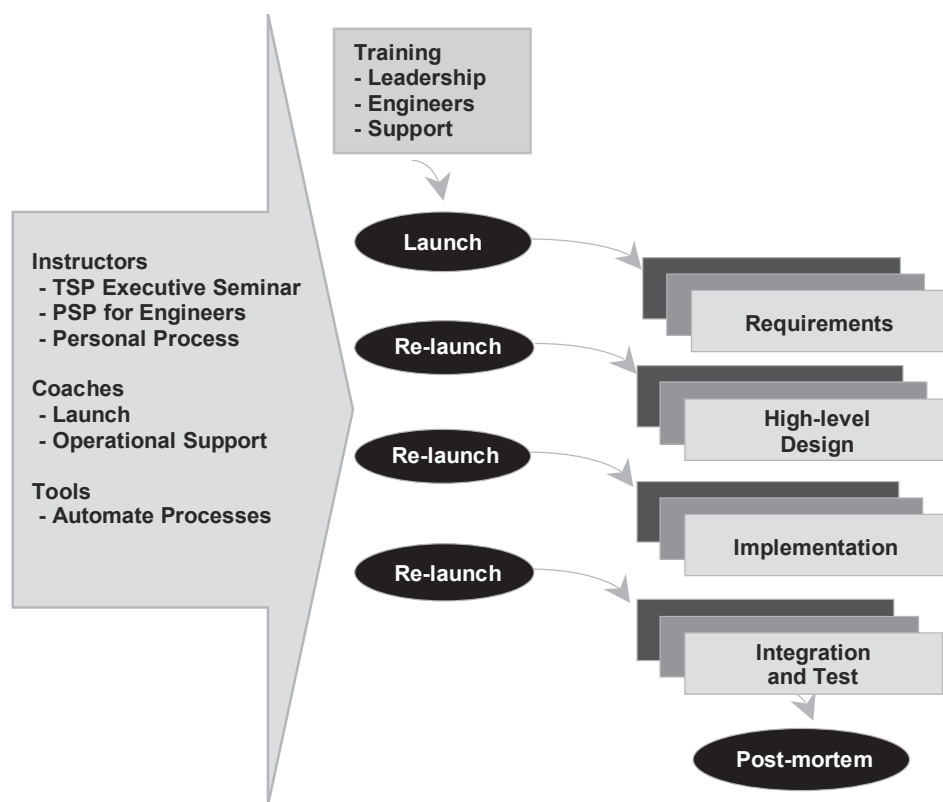 Training
- Leadership
- Engineers
- Support
Instructors
- TSP Executive Seminar
- PSP for Engineers
- Personal Process
Coaches
- Launch
- Operational Support
Tools
- Automate Processes
Launch
Requirements
Re-launch
High-level
Design
Re-launch
Implementation
Re-launch
Integration
and Test
Post-mortem